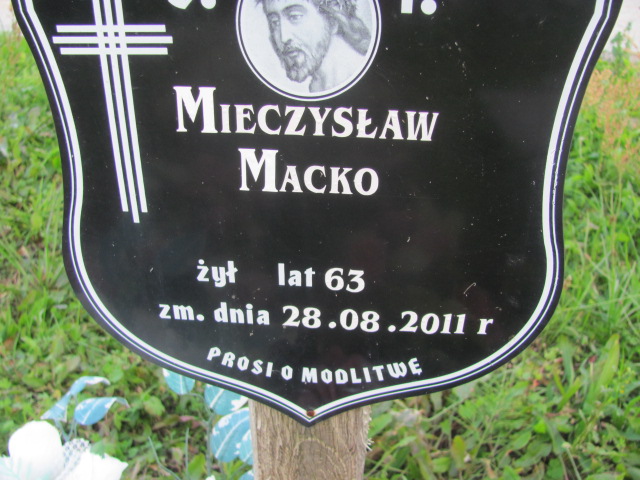 MIECZYSŁAW
MACKO
żył lat 63
zm. dnia 28.08.2011 r
PROSI O MODLITWĘ